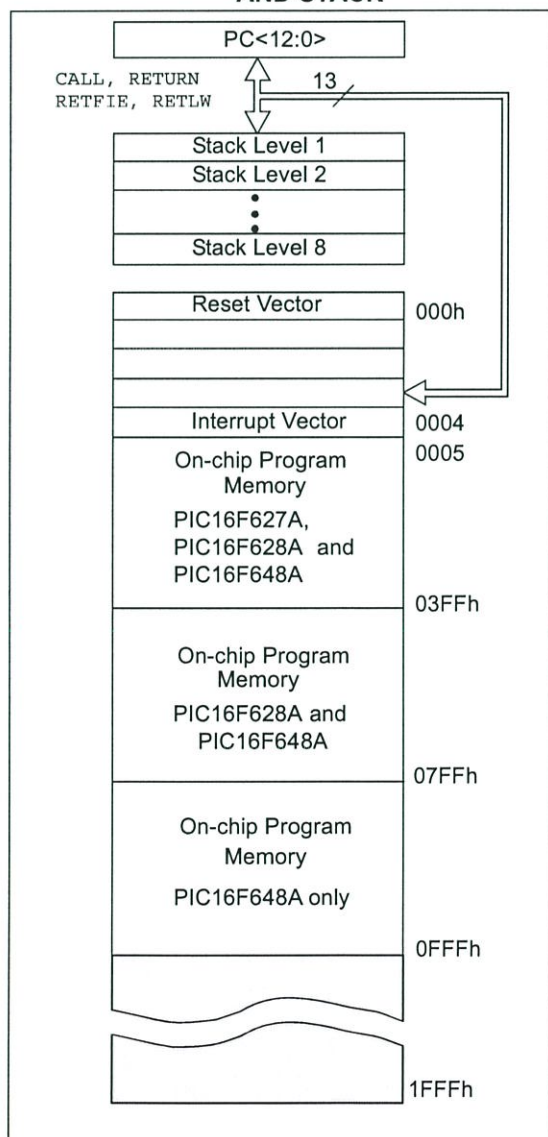 AND STACK
PC<12:0>
CALL, RETURN
RETFIE, RETLW
13
Stack Level 1
Stack Level 2
Stack Level 8
Reset Vector
000h
Interrupt Vector
0004
0005
On-chip Program
Memory
PIC16F627A,
PIC16F628A and
PIC16F648A
03FFh
On-chip Program
Memory
PIC16F628A and
PIC16F648A
07FFh
On-chip Program
Memory
PIC16F648A only
0FFFh
1FFFh